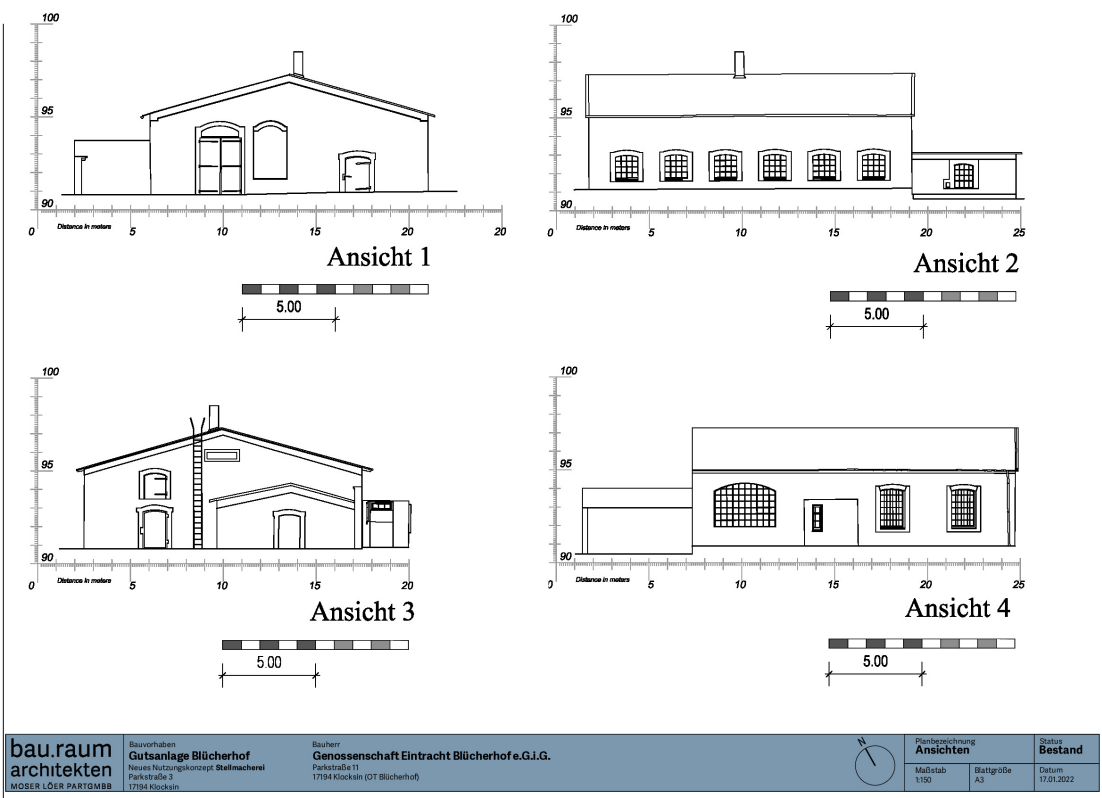 100
95
90
0 Distance in meters 5 10 15 20 20
Ansicht 1
5.00
100
95
90
0 Distance in meters 5 10 15 20 25
Ansicht 2
5.00
100
95
90
0 Distance in meters 5 10 15 20
Ansicht 3
5.00
100
95
90
0 Distance in meters 5 10 15 20 25
Ansicht 4
5.00
bau.raum
architekten
MOSER LÖER PARTGMBB
Bauvorhaben
Gutsanlage Blücherhof
Neues Nutzungskonzept Stellmacherei
Parkstraße 3
17194 Klocksin
Bauherr
Genossenschaft Eintracht Blücherhof e.G.i.G.
Parkstraße 11
17194 Klocksin (OT Blücherhof)
N
Planbezeichnung
Ansichten
Maßstab
1:150
Blattgröße
A3
Status
Bestand
Datum
17.01.2022